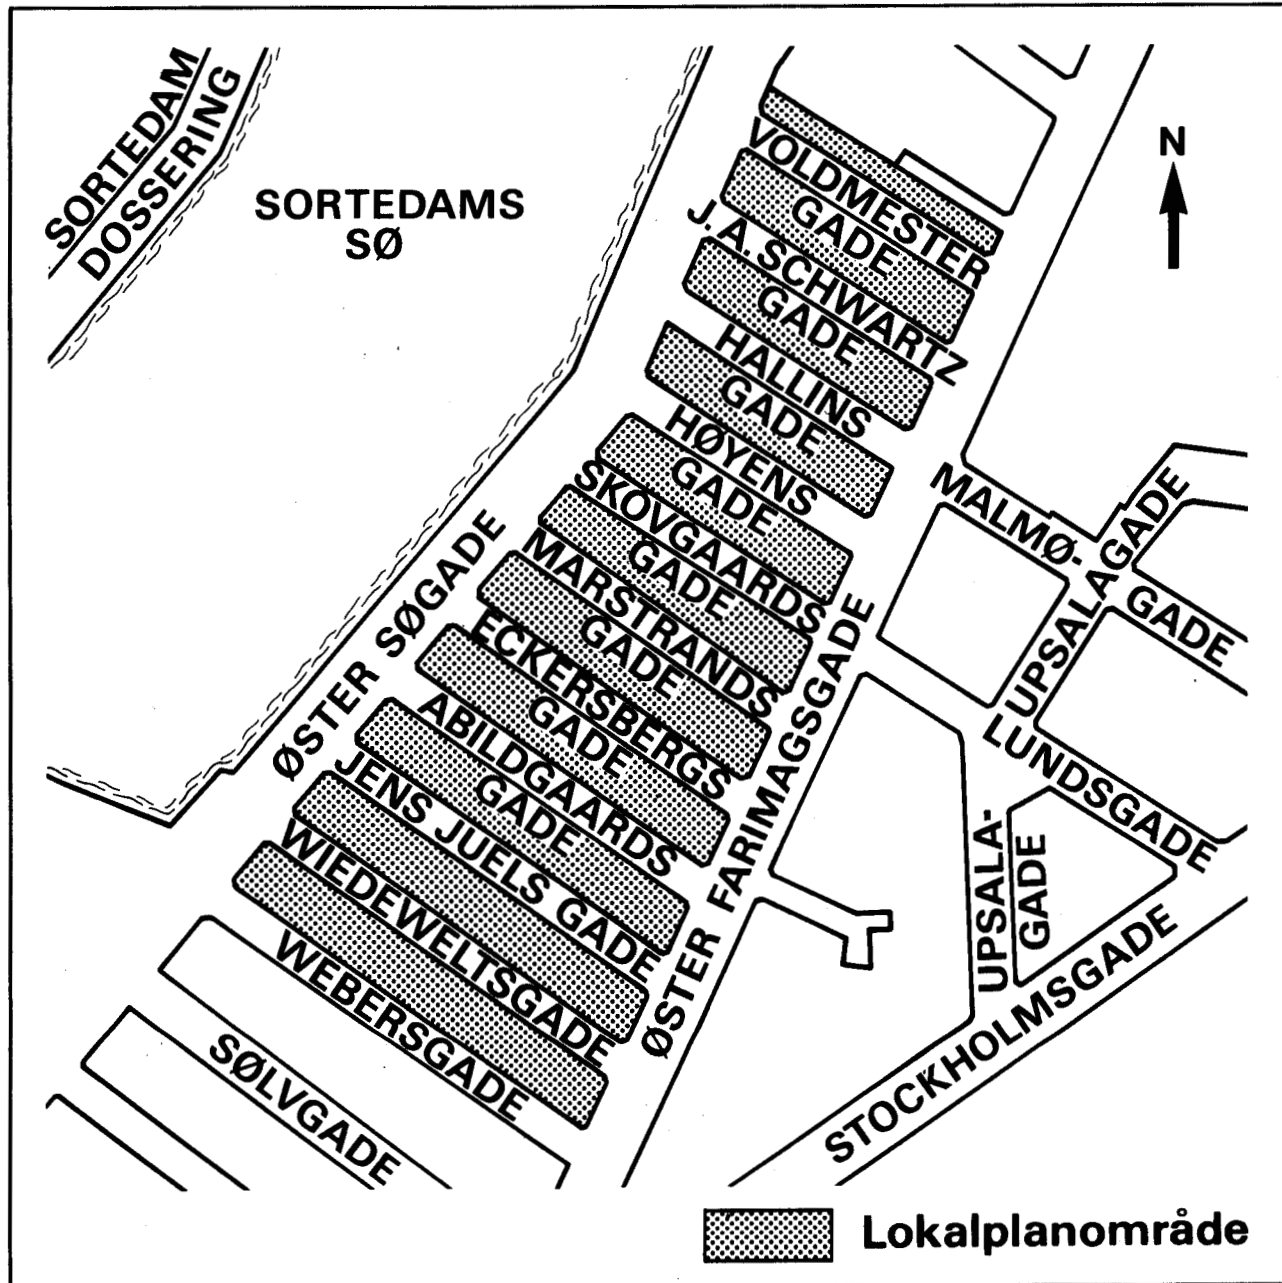 SORTEDAM
DOSSERING
SORTEDAMS
SØ
N
VOLDMESTER
GADE
J. A. SCHWARTZ
GADE
HALLINS
GADE
HØYENS
GADE
SKOVGAARDS
GADE
MARSTRANDS
GADE
ECKERSBERGS
GADE
ABILDGAARDS
GADE
JENS JUELS GADE
WIEDEWELTSGADE
WEBERSGADE
SØLVGADE
ØSTER SØGADE
ØSTER FARIMAGSGADE
MALMØ-
GADE
UPSALAGADE
LUNDSGADE
UPSALA-
GADE
STOCKHOLMSGADE
Lokalplanområde